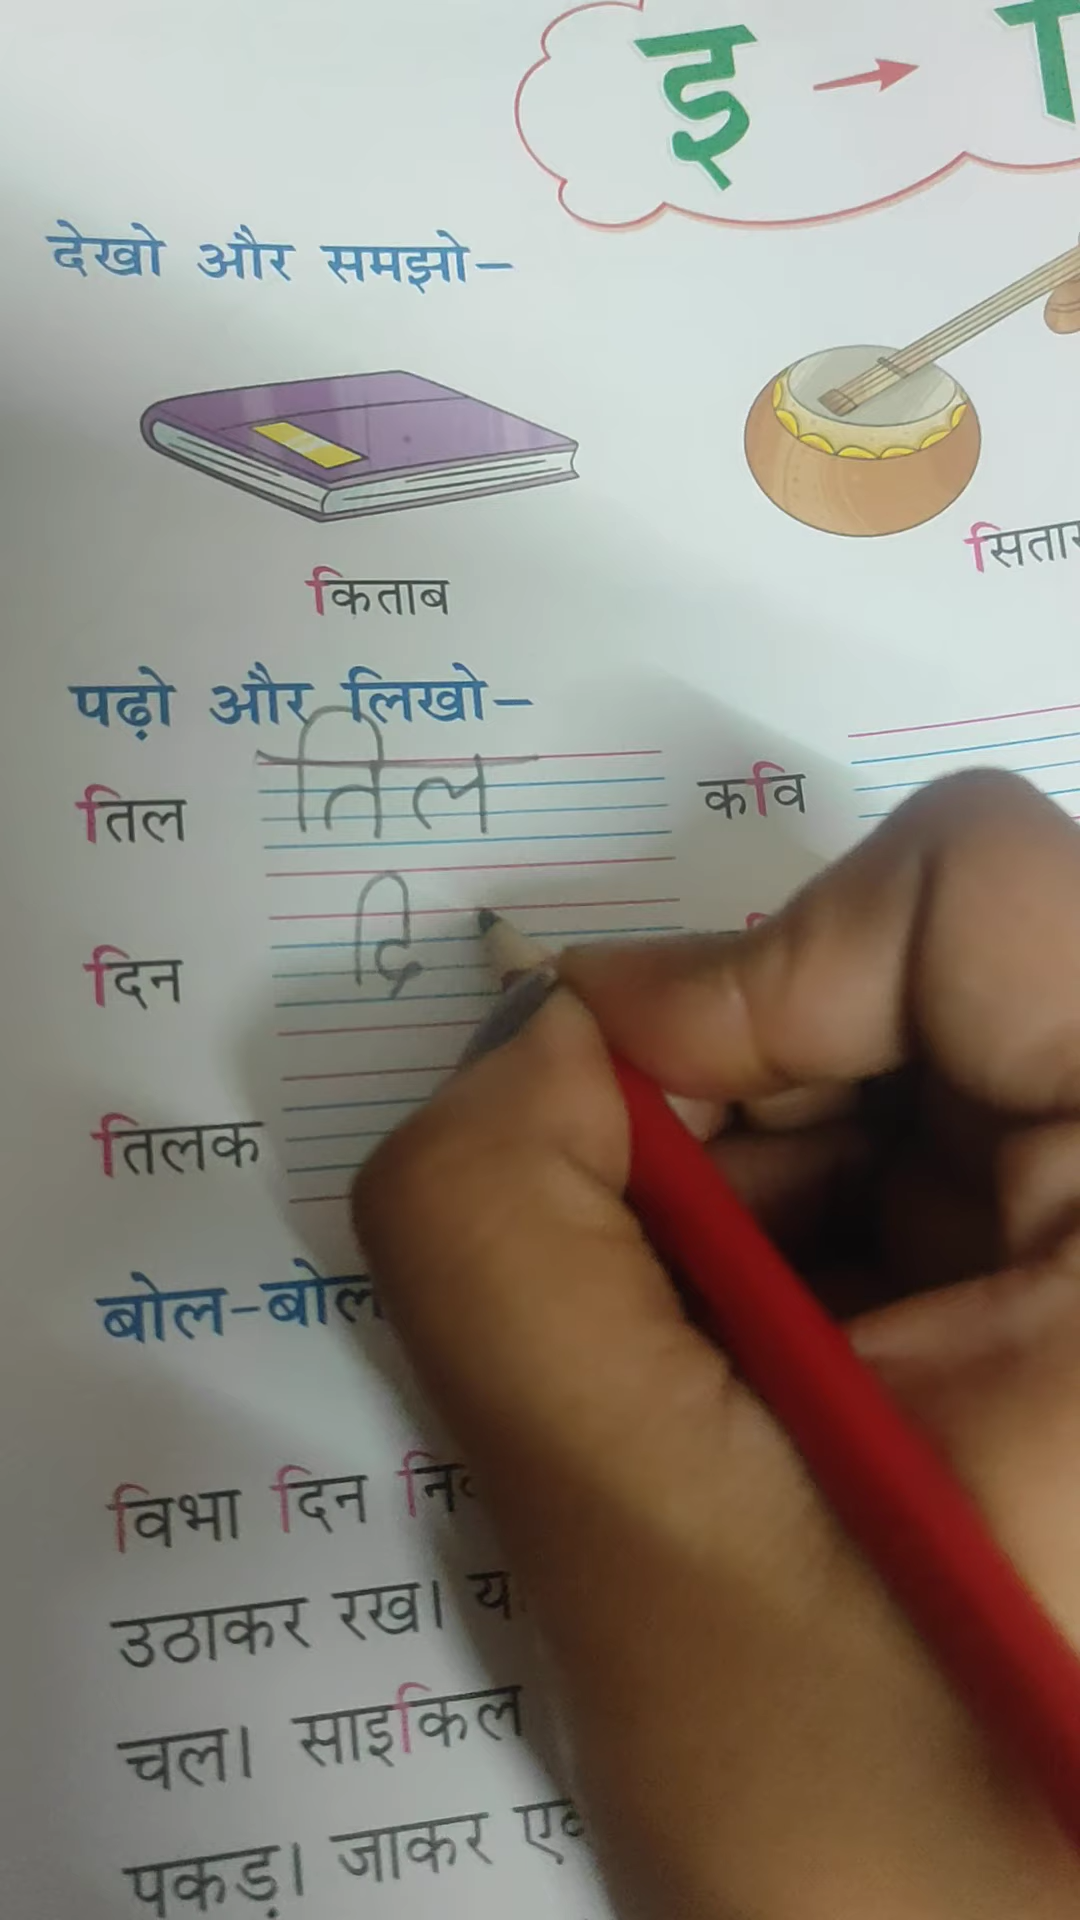 इ → ि
देखो और समझो–
किताब
पढ़ो और लिखो–
तिल तिल कवि
दिन दि
तिलक
बोल-बोल
विभा दिन
उठाकर रख।
चल। साइकिल
पकड़। जाकर